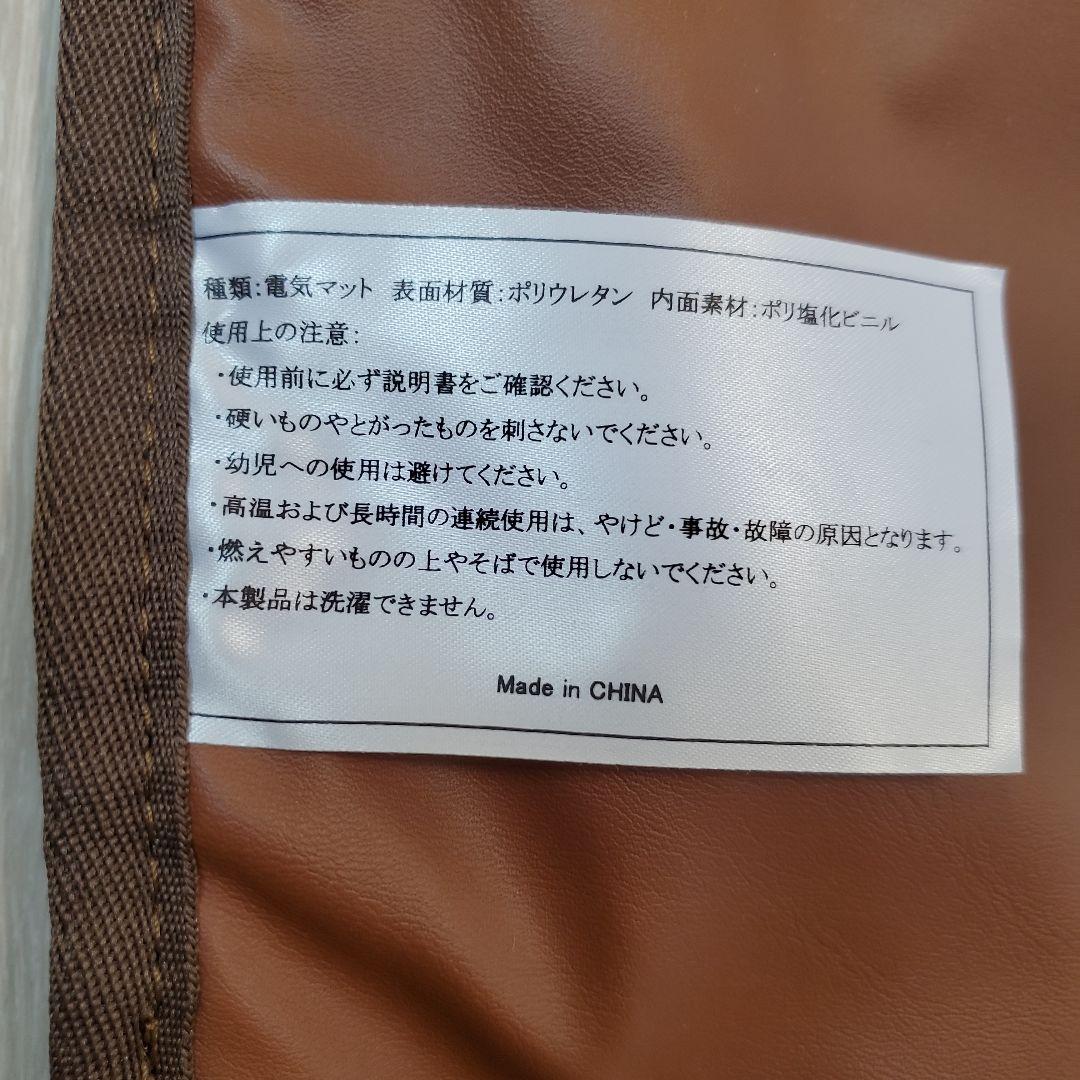 種類:電気マット 表面材質:ポリウレタン 内面素材:ポリ塩化ビニル
使用上の注意:
・使用前に必ず説明書をご確認ください。
・硬いものやとがったものを刺さないでください。
・幼児への使用は避けてください。
・高温および長時間の連続使用は、やけど・事故・故障の原因となります。
・燃えやすいものの上やそばで使用しないでください。
・本製品は洗濯できません。
Made in CHINA